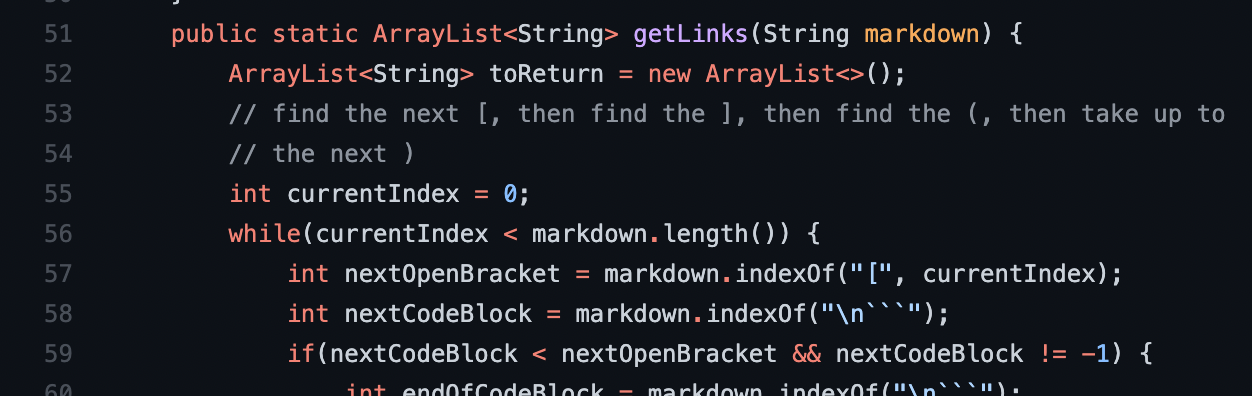 51 public static ArrayList<String> getLinks(String markdown) {
52 ArrayList<String> toReturn = new ArrayList<>();
53 // find the next [, then find the ], then find the (, then take up to
54 // the next )
55 int currentIndex = 0;
56 while(currentIndex < markdown.length()) {
57 int nextOpenBracket = markdown.indexOf("[", currentIndex);
58 int nextCodeBlock = markdown.indexOf("\n```");
59 if(nextCodeBlock < nextOpenBracket && nextCodeBlock != -1) {
60 int endOfCodeBlock = markdown.indexOf("\n```");